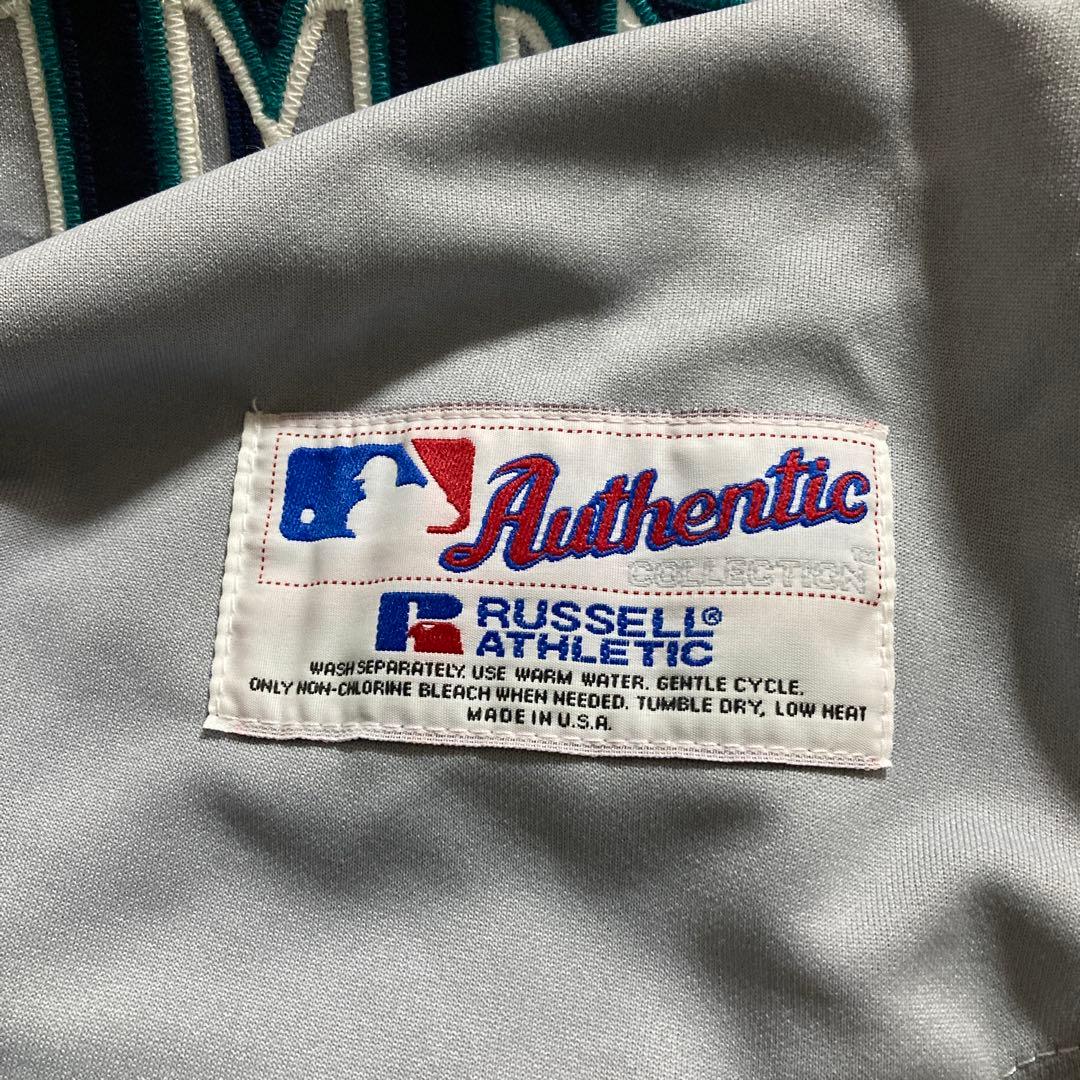 Authentic
COLLECTION™
RUSSELL®
ATHLETIC
WASH SEPARATELY. USE WARM WATER. GENTLE CYCLE.
ONLY NON-CHLORINE BLEACH WHEN NEEDED. TUMBLE DRY, LOW HEAT
MADE IN U.S.A.